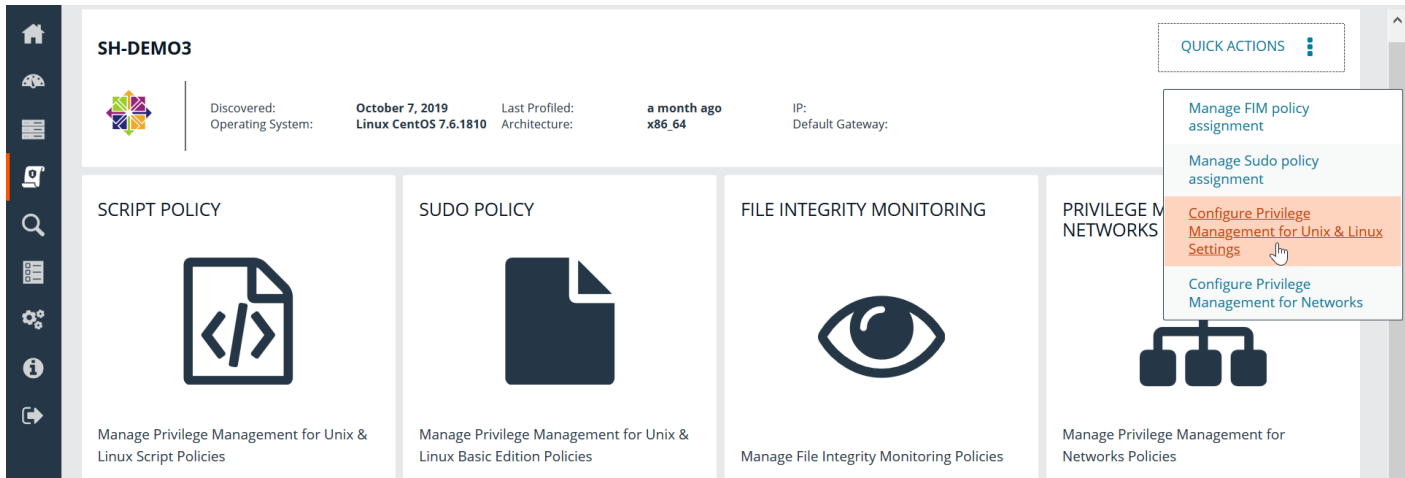 SH-DEMO3
QUICK ACTIONS
Discovered: October 7, 2019 Last Profiled: a month ago IP:
Operating System: Linux CentOS 7.6.1810 Architecture: x86_64 Default Gateway:
Manage FIM policy
assignment
Manage Sudo policy
assignment
Configure Privilege
Management for Unix & Linux
Settings
Configure Privilege
Management for Networks
SCRIPT POLICY
Manage Privilege Management for Unix &
Linux Script Policies
SUDO POLICY
Manage Privilege Management for Unix &
Linux Basic Edition Policies
FILE INTEGRITY MONITORING
Manage File Integrity Monitoring Policies
PRIVILEGE M
NETWORKS
Manage Privilege Management for
Networks Policies